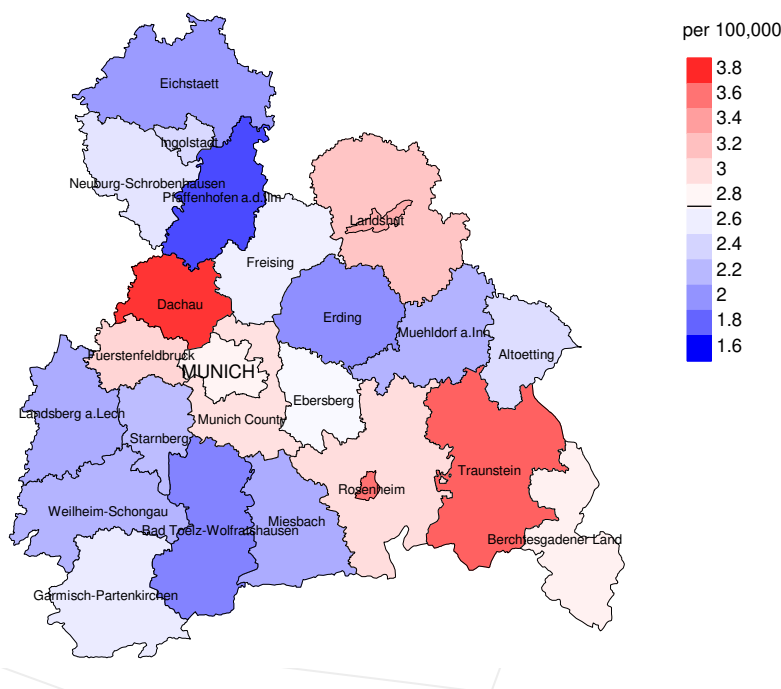 per 100,000
3.8
3.6
3.4
3.2
3
2.8
2.6
2.4
2.2
2
1.8
1.6
Eichstaett
Ingolstadt
Neuburg-Schrobenhausen
Pfaffenhofen a.d.Ilm
Landshut
Freising
Dachau
Erding
Muehldorf a.Inn
Altoetting
Fuerstenfeldbruck
MUNICH
Ebersberg
Landsberg a.Lech
Munich County
Starnberg
Traunstein
Rosenheim
Weilheim-Schongau
Miesbach
Bad Toelz-Wolfratshausen
Berchtesgadener Land
Garmisch-Partenkirchen